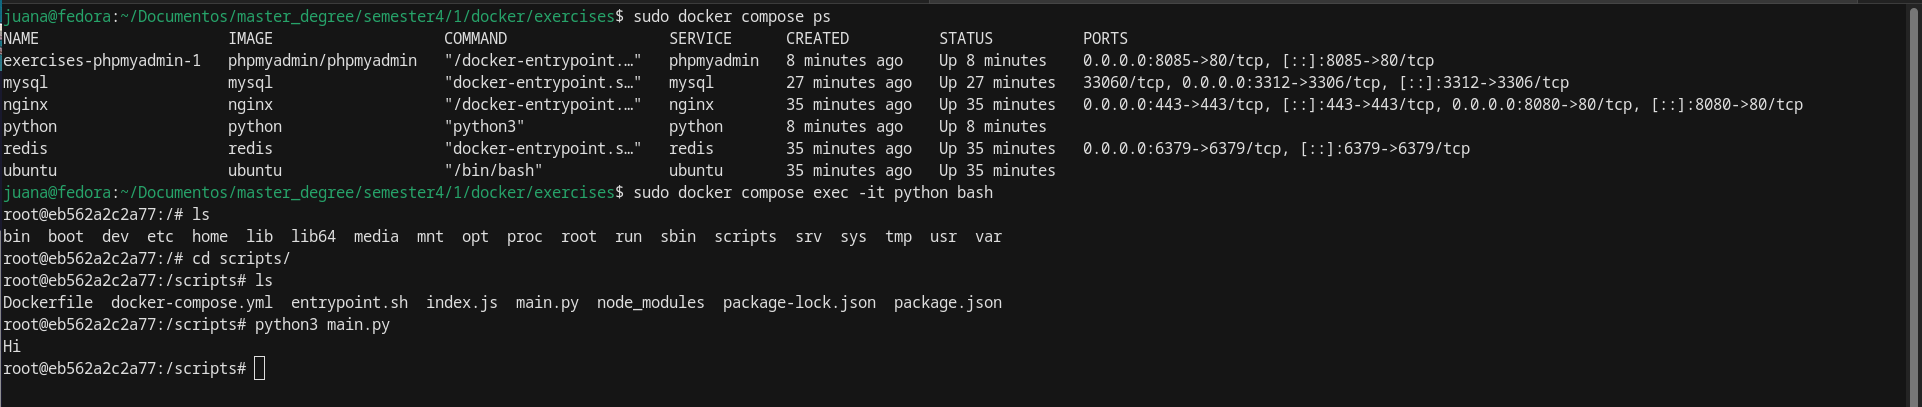 juana@fedora:~/Documentos/master_degree/semester4/1/docker/exercises$ sudo docker compose ps
NAME IMAGE COMMAND SERVICE CREATED STATUS PORTS
exercises-phpmyadmin-1 phpmyadmin/phpmyadmin "/docker-entrypoint.…" phpmyadmin 8 minutes ago Up 8 minutes 0.0.0.0:8085->80/tcp, [::]:8085->80/tcp
mysql mysql "docker-entrypoint.s…" mysql 27 minutes ago Up 27 minutes 33060/tcp, 0.0.0.0:3312->3306/tcp, [::]:3312->3306/tcp
nginx nginx "/docker-entrypoint.…" nginx 35 minutes ago Up 35 minutes 0.0.0.0:443->443/tcp, [::]:443->443/tcp, 0.0.0.0:8080->80/tcp, [::]:8080->80/tcp
python python "python3" python 8 minutes ago Up 8 minutes
redis redis "docker-entrypoint.s…" redis 35 minutes ago Up 35 minutes 0.0.0.0:6379->6379/tcp, [::]:6379->6379/tcp
ubuntu ubuntu "/bin/bash" ubuntu 35 minutes ago Up 35 minutes
juana@fedora:~/Documentos/master_degree/semester4/1/docker/exercises$ sudo docker compose exec -it python bash
root@eb562a2c2a77:/# ls
bin boot dev etc home lib lib64 media mnt opt proc root run sbin scripts srv sys tmp usr var
root@eb562a2c2a77:/# cd scripts/
root@eb562a2c2a77:/scripts# ls
Dockerfile docker-compose.yml entrypoint.sh index.js main.py node_modules package-lock.json package.json
root@eb562a2c2a77:/scripts# python3 main.py
Hi
root@eb562a2c2a77:/scripts#